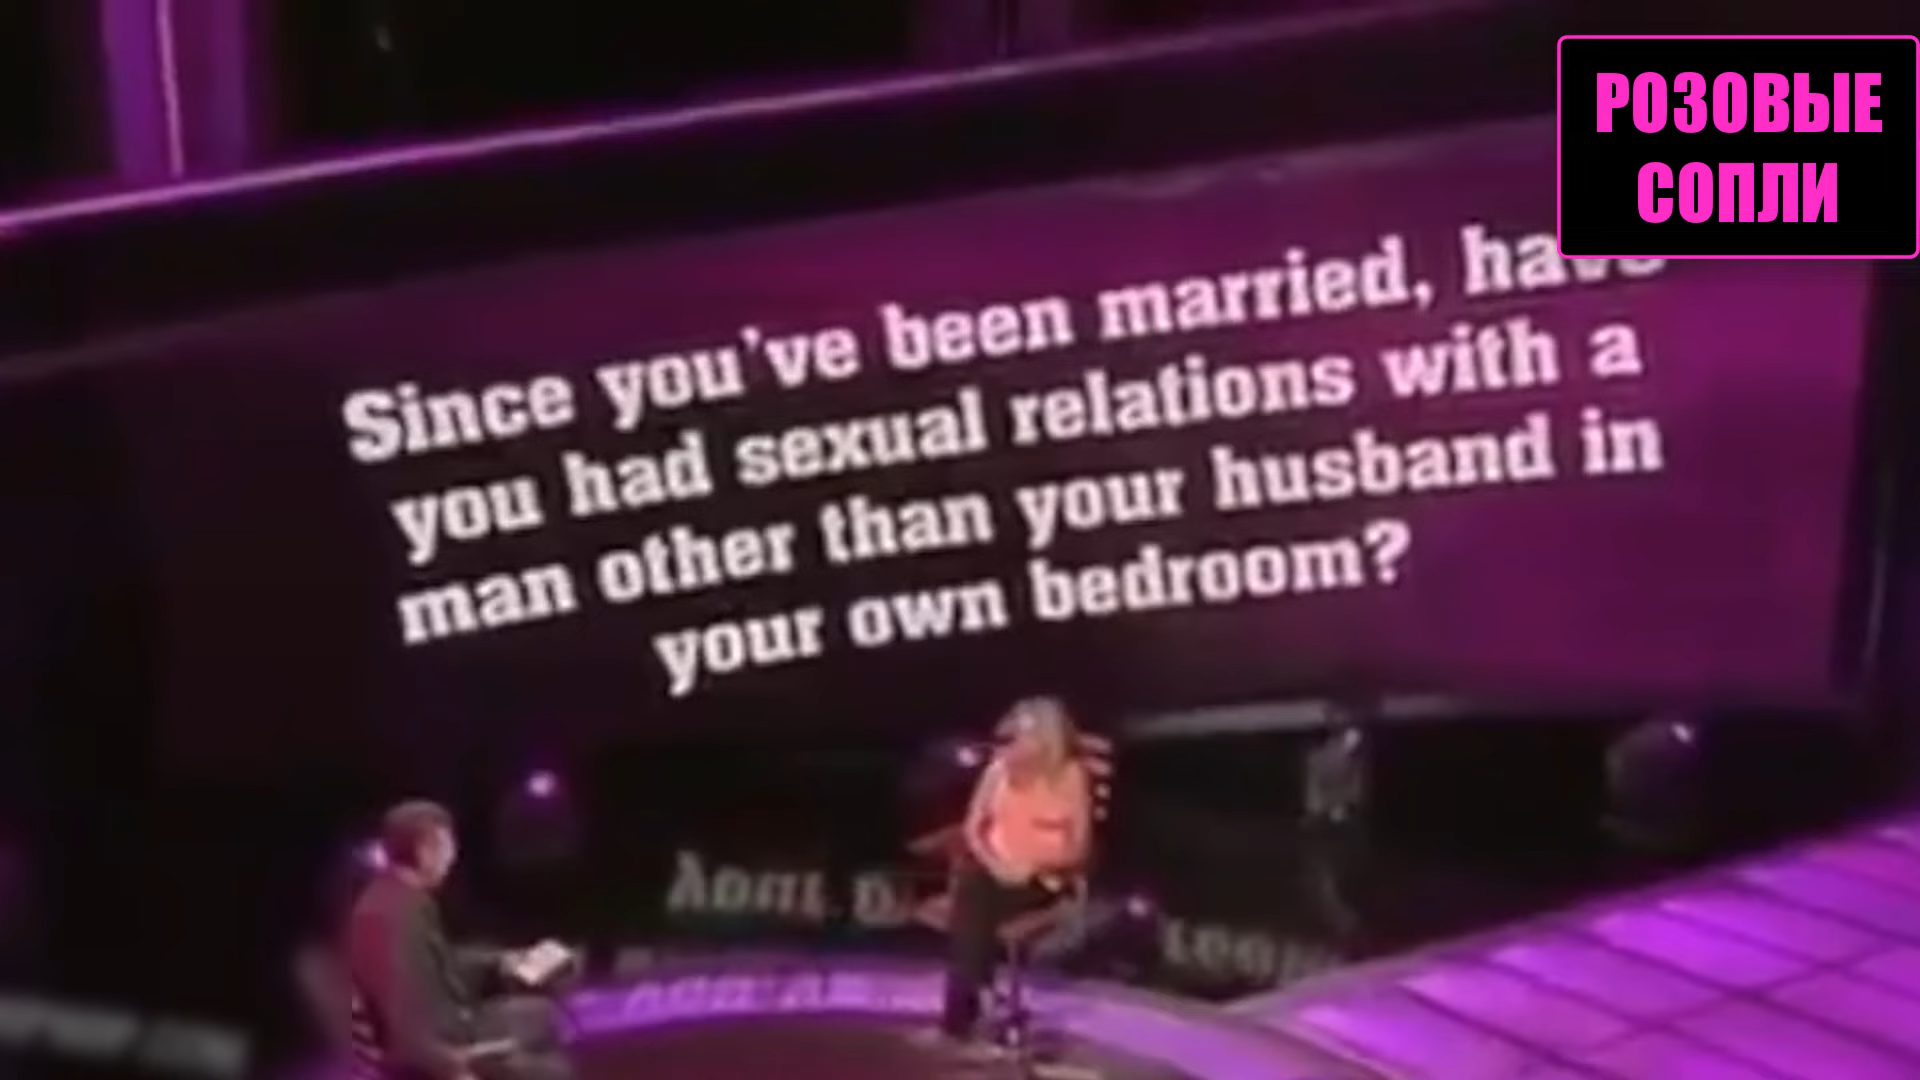 РОЗОВЫЕ
СОПЛИ
Since you've been married, have
you had sexual relations with a
man other than your husband in
your own bedroom?